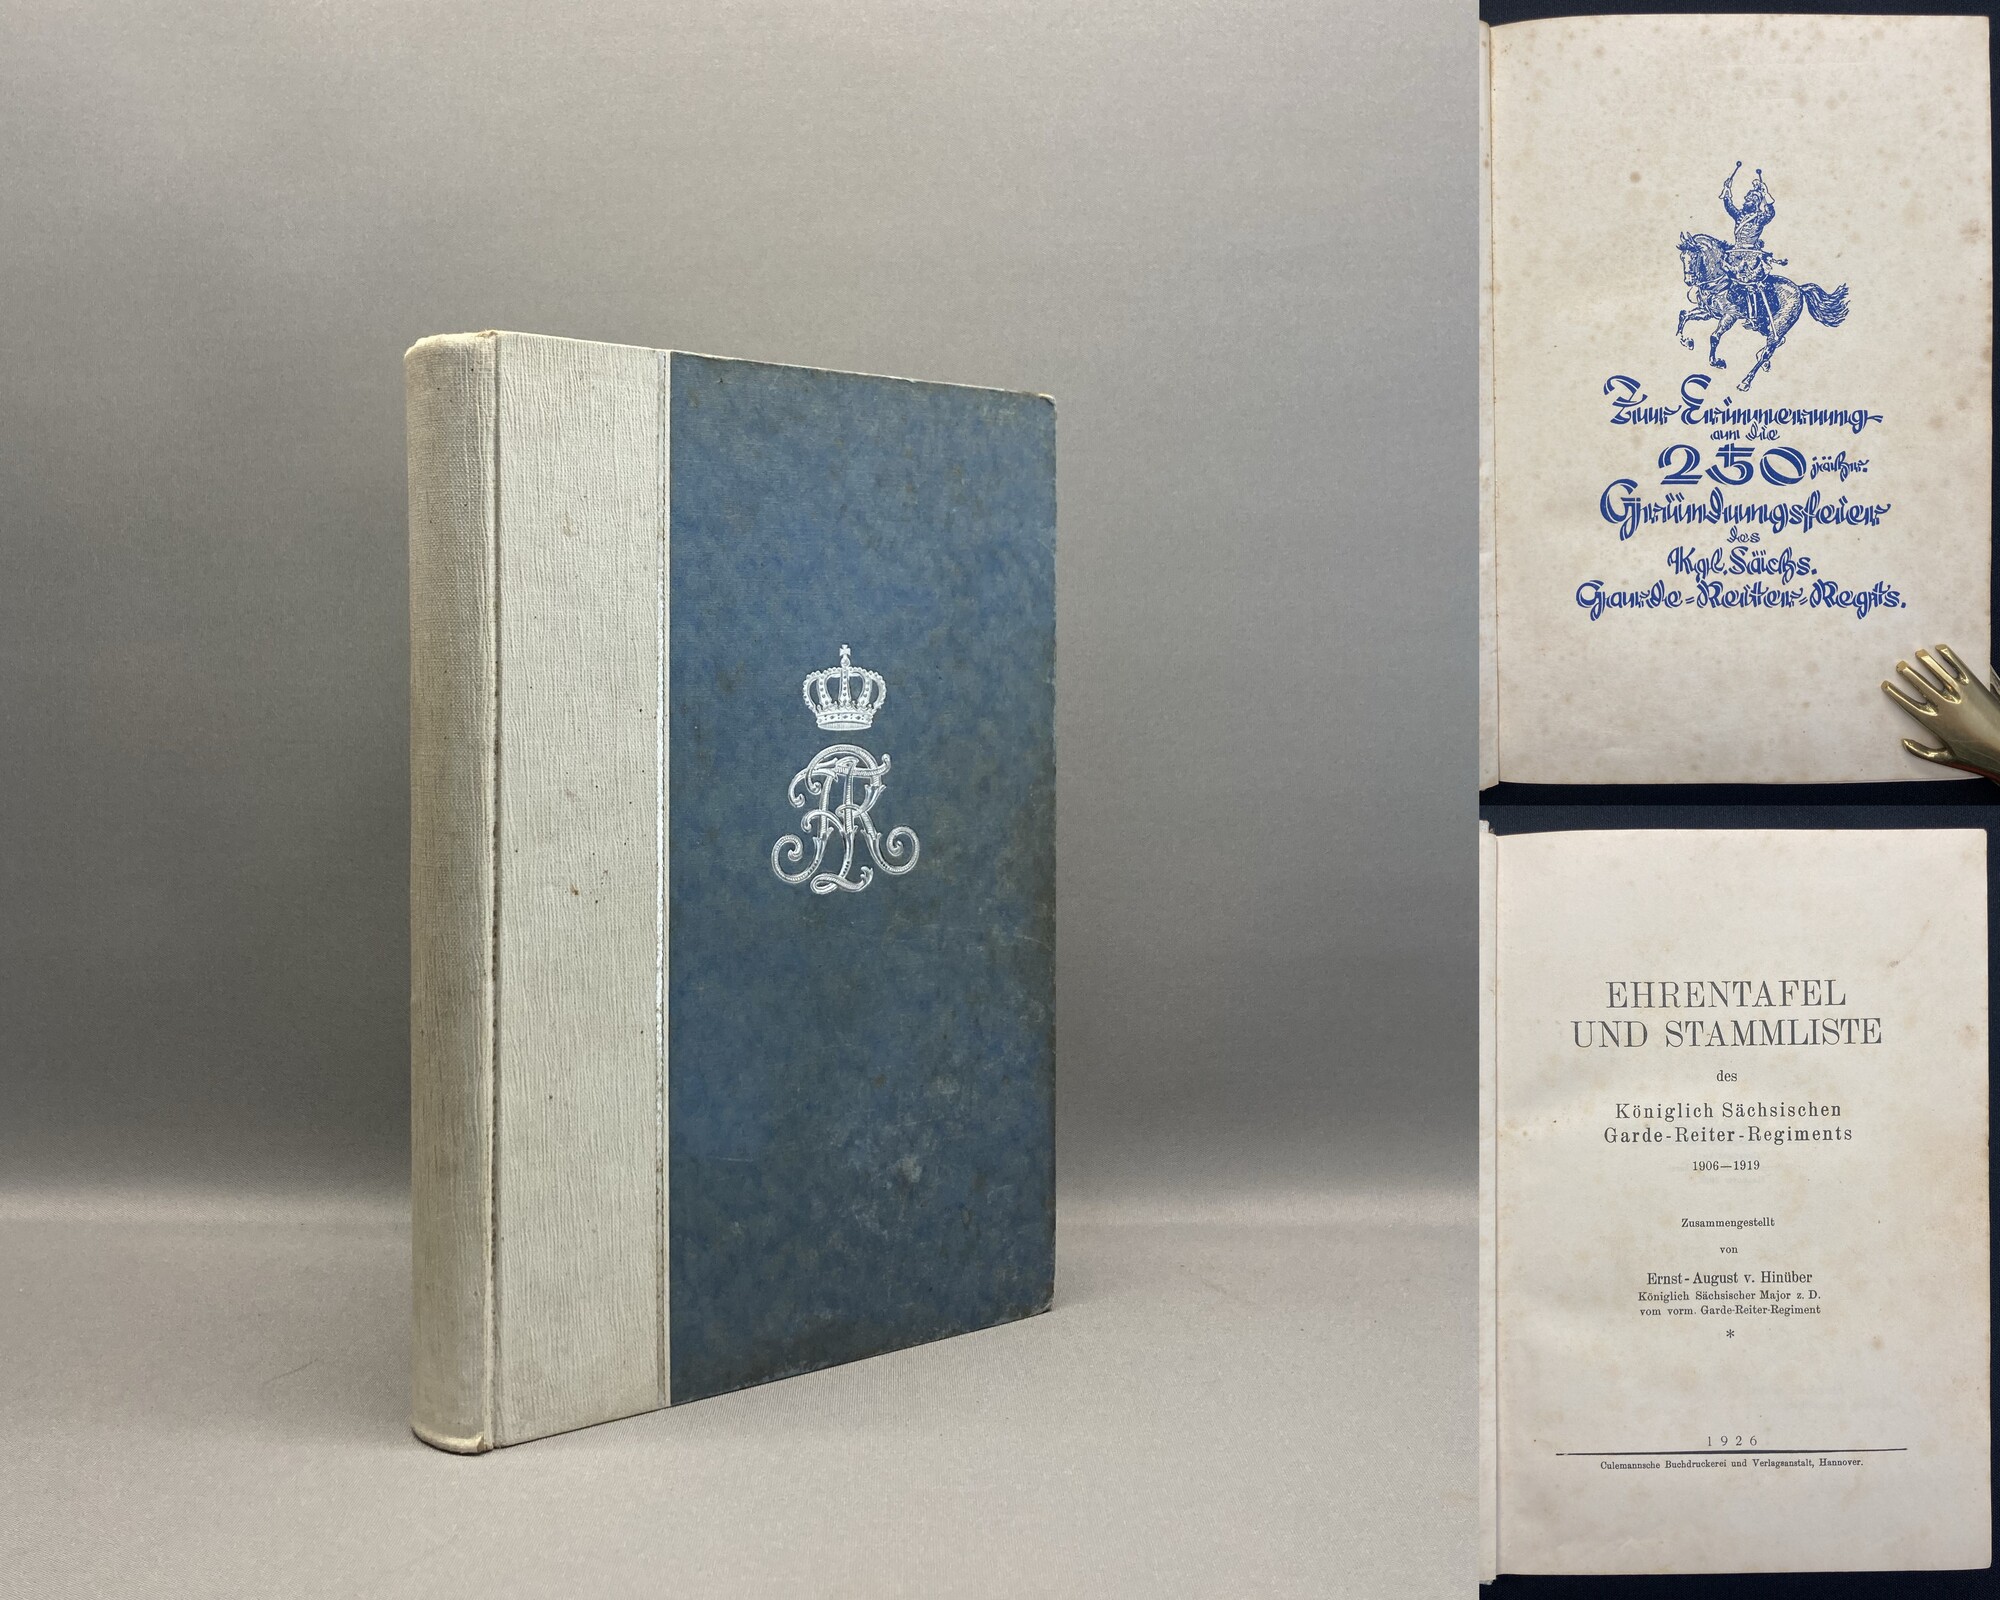 Zur Erinnerung
an die
250 jähr.
Gründungsfeier
des
Kgl. Sächs.
Garde-Reiter-Regts.
EHRENTAFEL
UND STAMMLISTE
des
Königlich Sächsischen
Garde-Reiter-Regiments
1906—1919
Zusammengestellt
von
Ernst-August v. Hinüber
Königlich Sächsischer Major z. D.
vom vorm. Garde-Reiter-Regiment
*
1926
Culemannsche Buchdruckerei und Verlagsanstalt, Hannover.